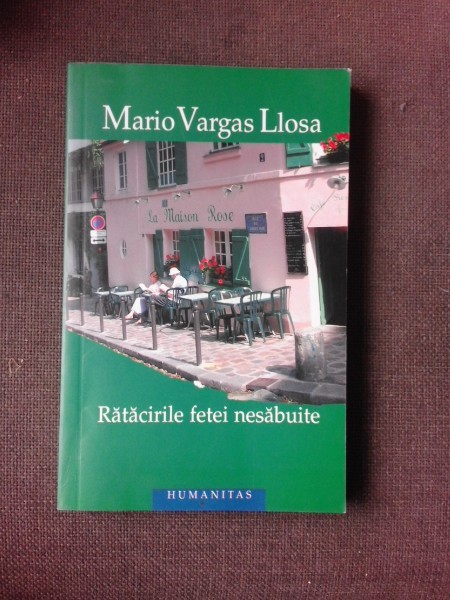 Mario Vargas Llosa
La Maison Rose
Rătăcirile fetei nesăbuite
HUMANITAS